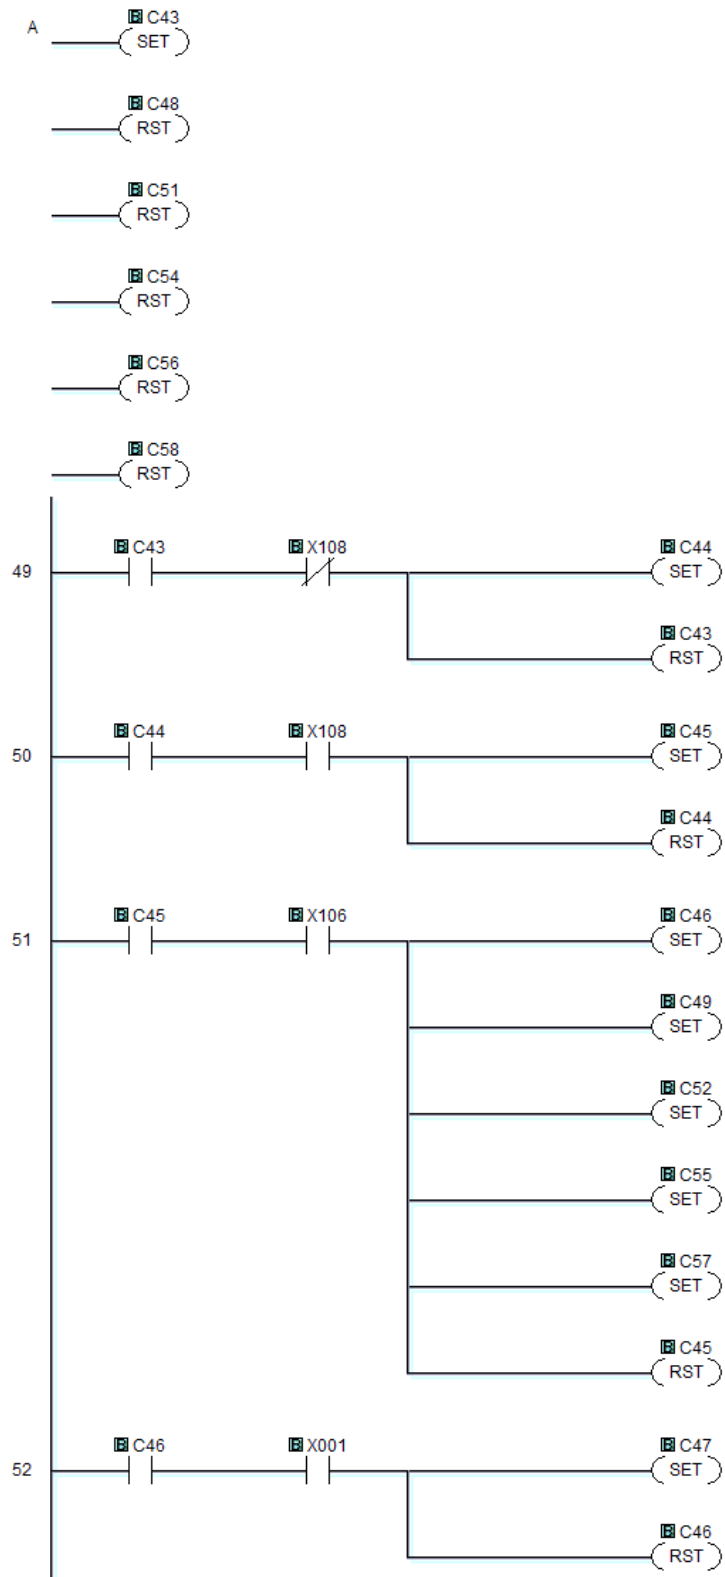 A
B C43
SET
B C48
RST
B C51
RST
B C54
RST
B C56
RST
B C58
RST
B C43 B X108 B C44
49 SET
B C43
RST
B C44 B X108 B C45
50 SET
B C44
RST
B C45 B X106 B C46
51 SET
B C49
SET
B C52
SET
B C55
SET
B C57
SET
B C45
RST
B C46 B X001 B C47
52 SET
B C46
RST